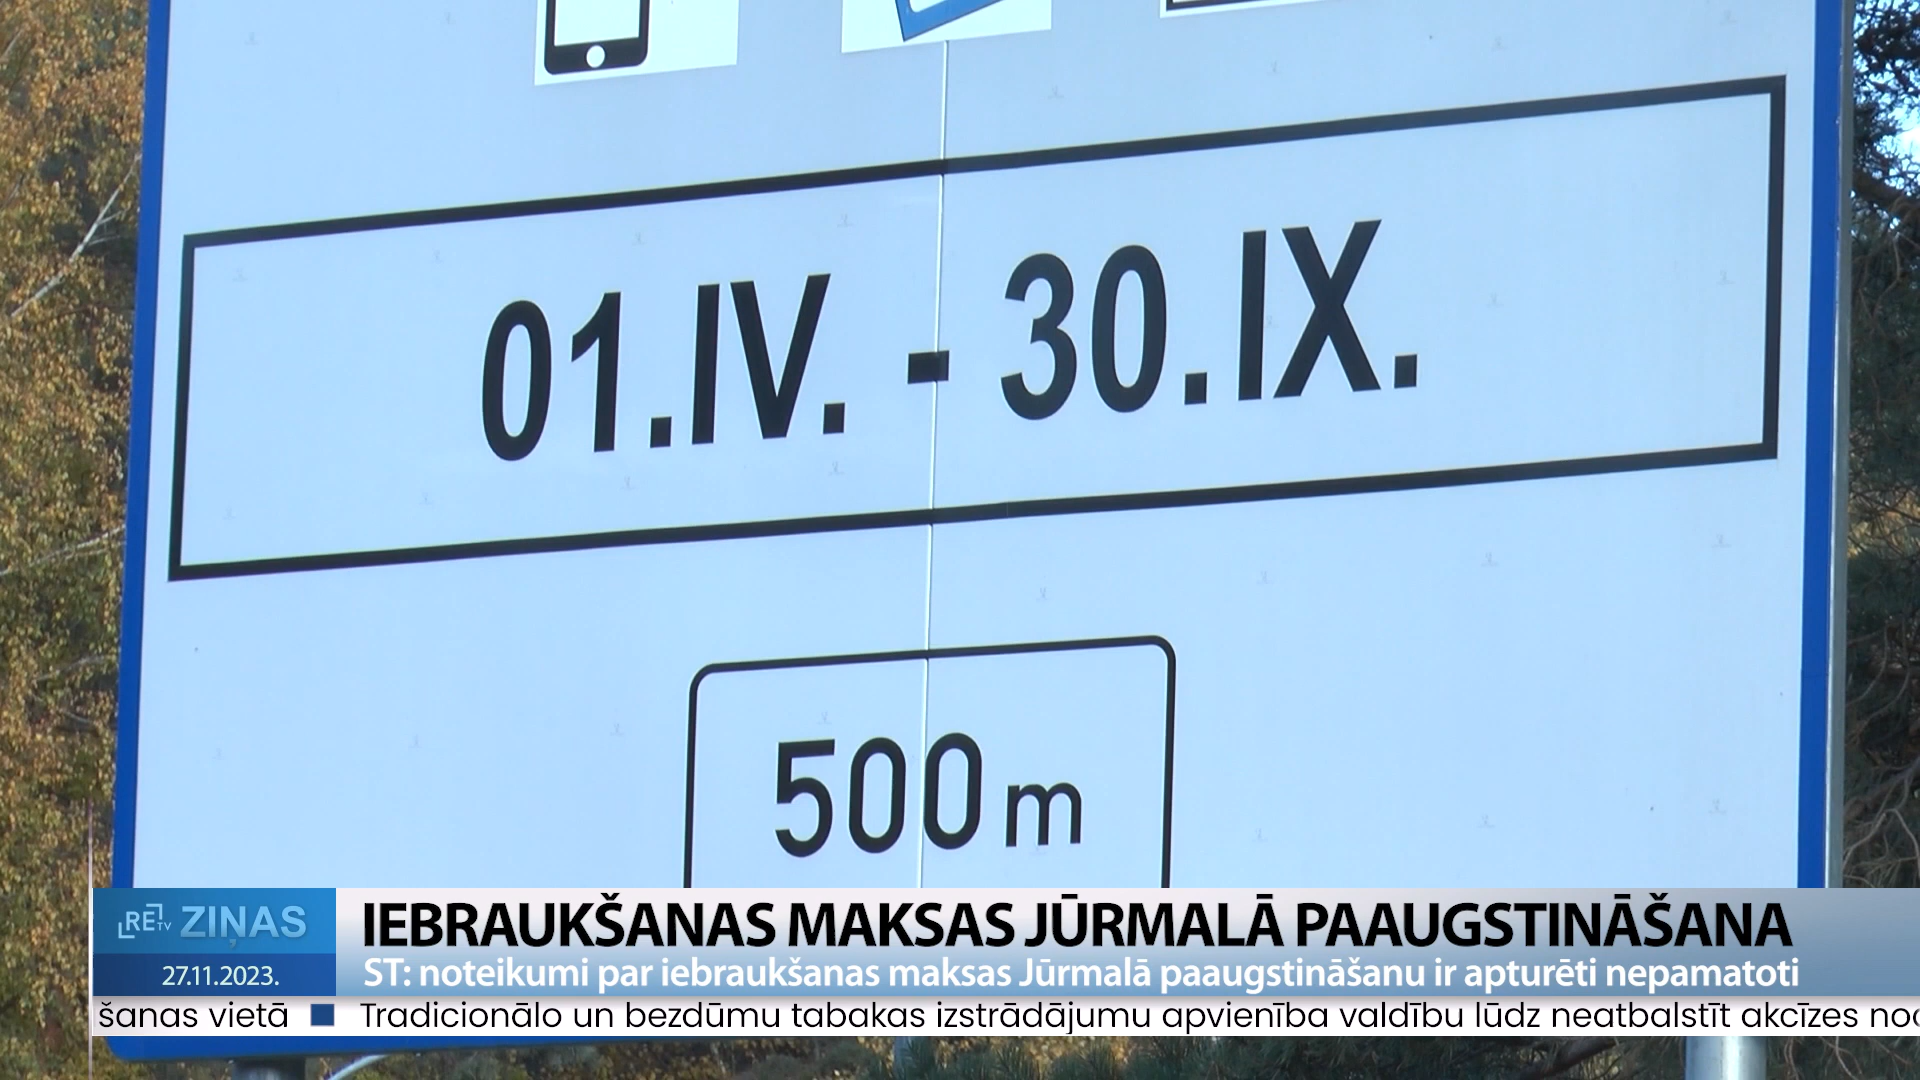 01.IV. - 30.IX.
500 m
RE TV ZIŅAS
27.11.2023.
IEBRAUKŠANAS MAKSAS JŪRMALĀ PAAUGSTINĀŠANA
ST: noteikumi par iebraukšanas maksas Jūrmalā paaugstināšanu ir apturēti nepamatoti
šanas vietā ■ Tradicionālo un bezdūmu tabakas izstrādājumu apvienība valdību lūdz neatbalstīt akcīzes